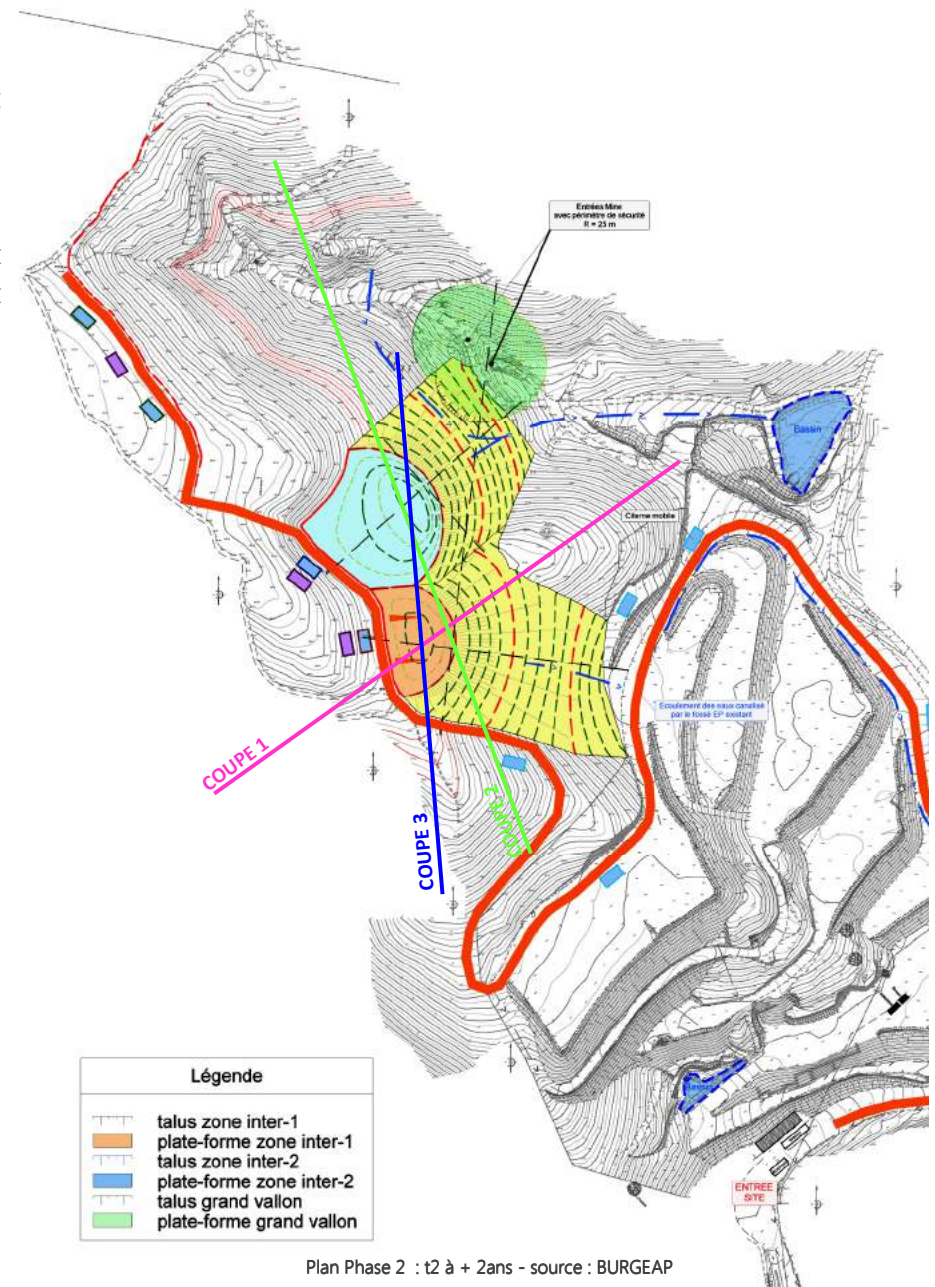 Entrées Mine
avec périmètre de sécurité
R = 25 m
Bassin
Citerne mobile
Ecoulement des eaux canalisé
par le fossé EP existant
COUPE 1
COUPE 2
COUPE 3
Légende
talus zone inter-1
plate-forme zone inter-1
talus zone inter-2
plate-forme zone inter-2
talus grand vallon
plate-forme grand vallon
ENTREE
SITE
Plan Phase 2 : t2 à + 2ans - source : BURGEAP